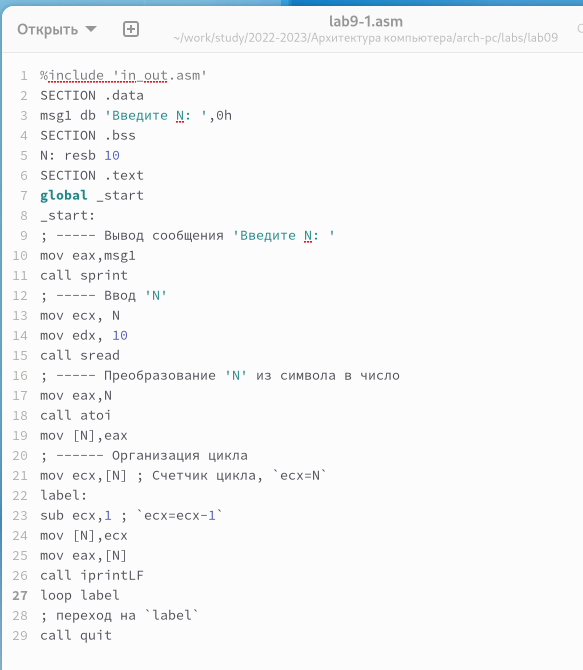 Открыть
lab9-1.asm
~/work/study/2022-2023/Архитектура компьютера/arch-pc/labs/lab09
1 %include 'in_out.asm'
2 SECTION .data
3 msg1 db 'Введите N: ',0h
4 SECTION .bss
5 N: resb 10
6 SECTION .text
7 global _start
8 _start:
9 ; ----- Вывод сообщения 'Введите N: '
10 mov eax,msg1
11 call sprint
12 ; ----- Ввод 'N'
13 mov ecx, N
14 mov edx, 10
15 call sread
16 ; ----- Преобразование 'N' из символа в число
17 mov eax,N
18 call atoi
19 mov [N],eax
20 ; ------ Организация цикла
21 mov ecx,[N] ; Счетчик цикла, `ecx=N`
22 label:
23 sub ecx,1 ; `ecx=ecx-1`
24 mov [N],ecx
25 mov eax,[N]
26 call iprintLF
27 loop label
28 ; переход на `label`
29 call quit